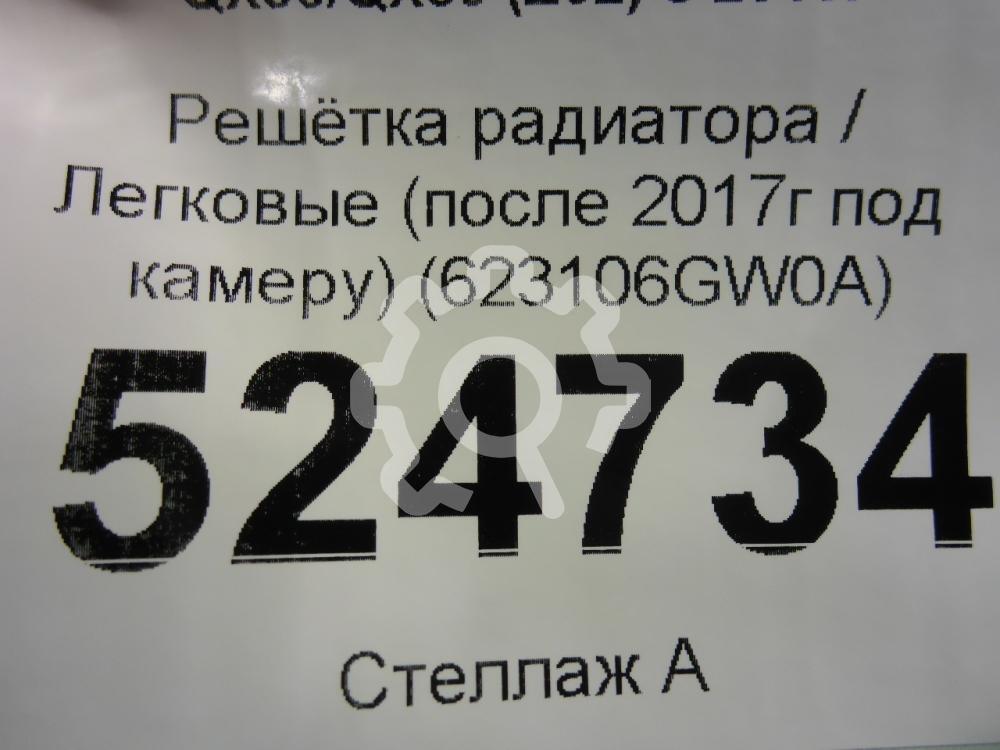 Решётка радиатора /
Легковые (после 2017г под
камеру) (623106GW0A)
524734
Стеллаж А